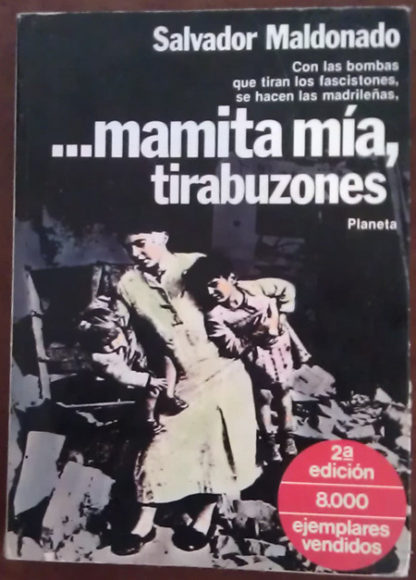 Salvador Maldonado
Con las bombas
que tiran los fascistones,
se hacen las madrileñas,
...mamita mía,
tirabuzones
Planeta
2a
edición
8.000
ejemplares
vendidos